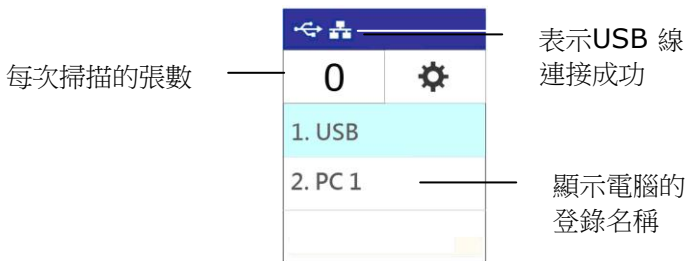 表示USB 線
連接成功
每次掃描的張數
0
1. USB
2. PC 1
顯示電腦的
登錄名稱